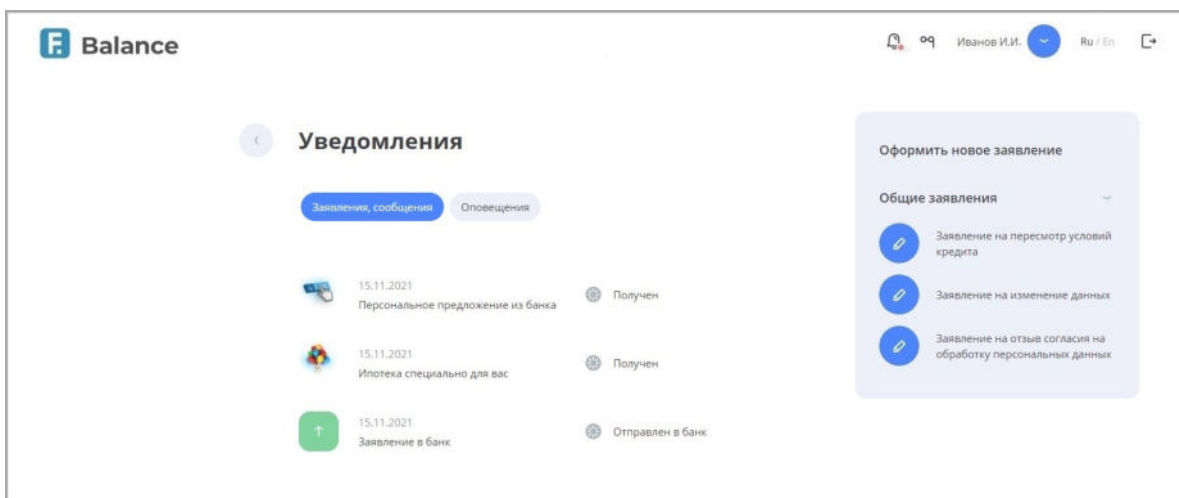 F. Balance
Иванов И.И.
Ru / En
Уведомления
Заявления, сообщения
Оповещения
15.11.2021
Персональное предложение из банка
Получен
15.11.2021
Ипотека специально для вас
Получен
15.11.2021
Заявление в банк
Отправлен в банк
Оформить новое заявление
Общие заявления
Заявление на пересмотр условий
кредита
Заявление на изменение данных
Заявление на отзыв согласия на
обработку персональных данных